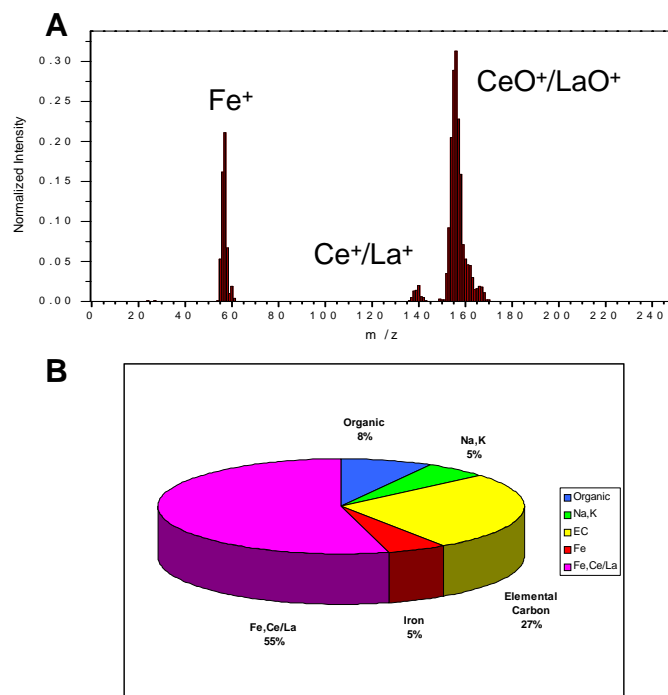 A
Normalized Intensity
0.30
0.25
0.20
0.15
0.10
0.05
0.00
Fe⁺
Ce⁺/La⁺
CeO⁺/LaO⁺
0 20 40 60 80 100 120 140 160 180 200 220 240
m / z
B
Organic
8%
Na,K
5%
Elemental
Carbon
27%
Iron
5%
Fe,Ce/La
55%
Organic
Na,K
EC
Fe
Fe,Ce/La